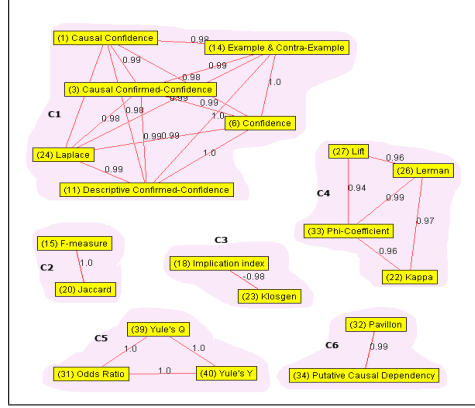 (1) Causal Confidence
0.98
(14) Example & Contra-Example
0.99
0.99
(3) Causal Confirmed-Confidence
0.98
1.0
0.99
0.99
C1
0.98
0.98
1.0
(6) Confidence
0.99
0.99
(24) Laplace
1.0
0.99
(11) Descriptive Confirmed-Confidence
(27) Lift
0.96
(26) Lerman
C4
0.94
0.99
0.97
(33) Phi-Coefficient
0.96
(22) Kappa
(15) F-measure
C2
1.0
(20) Jaccard
C3
(18) Implication index
-0.98
(23) Klosgen
C5
(39) Yule's Q
1.0
1.0
(31) Odds Ratio
1.0
(40) Yule's Y
(32) Pavillon
C6
0.99
(34) Putative Causal Dependency